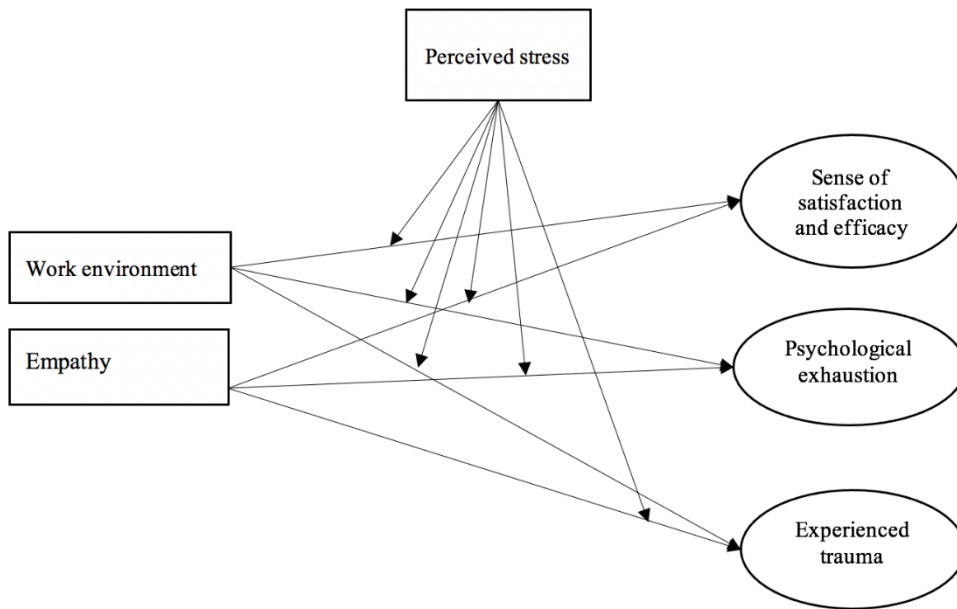 Perceived stress
Sense of
satisfaction
and efficacy
Work environment
Empathy
Psychological
exhaustion
Experienced
trauma